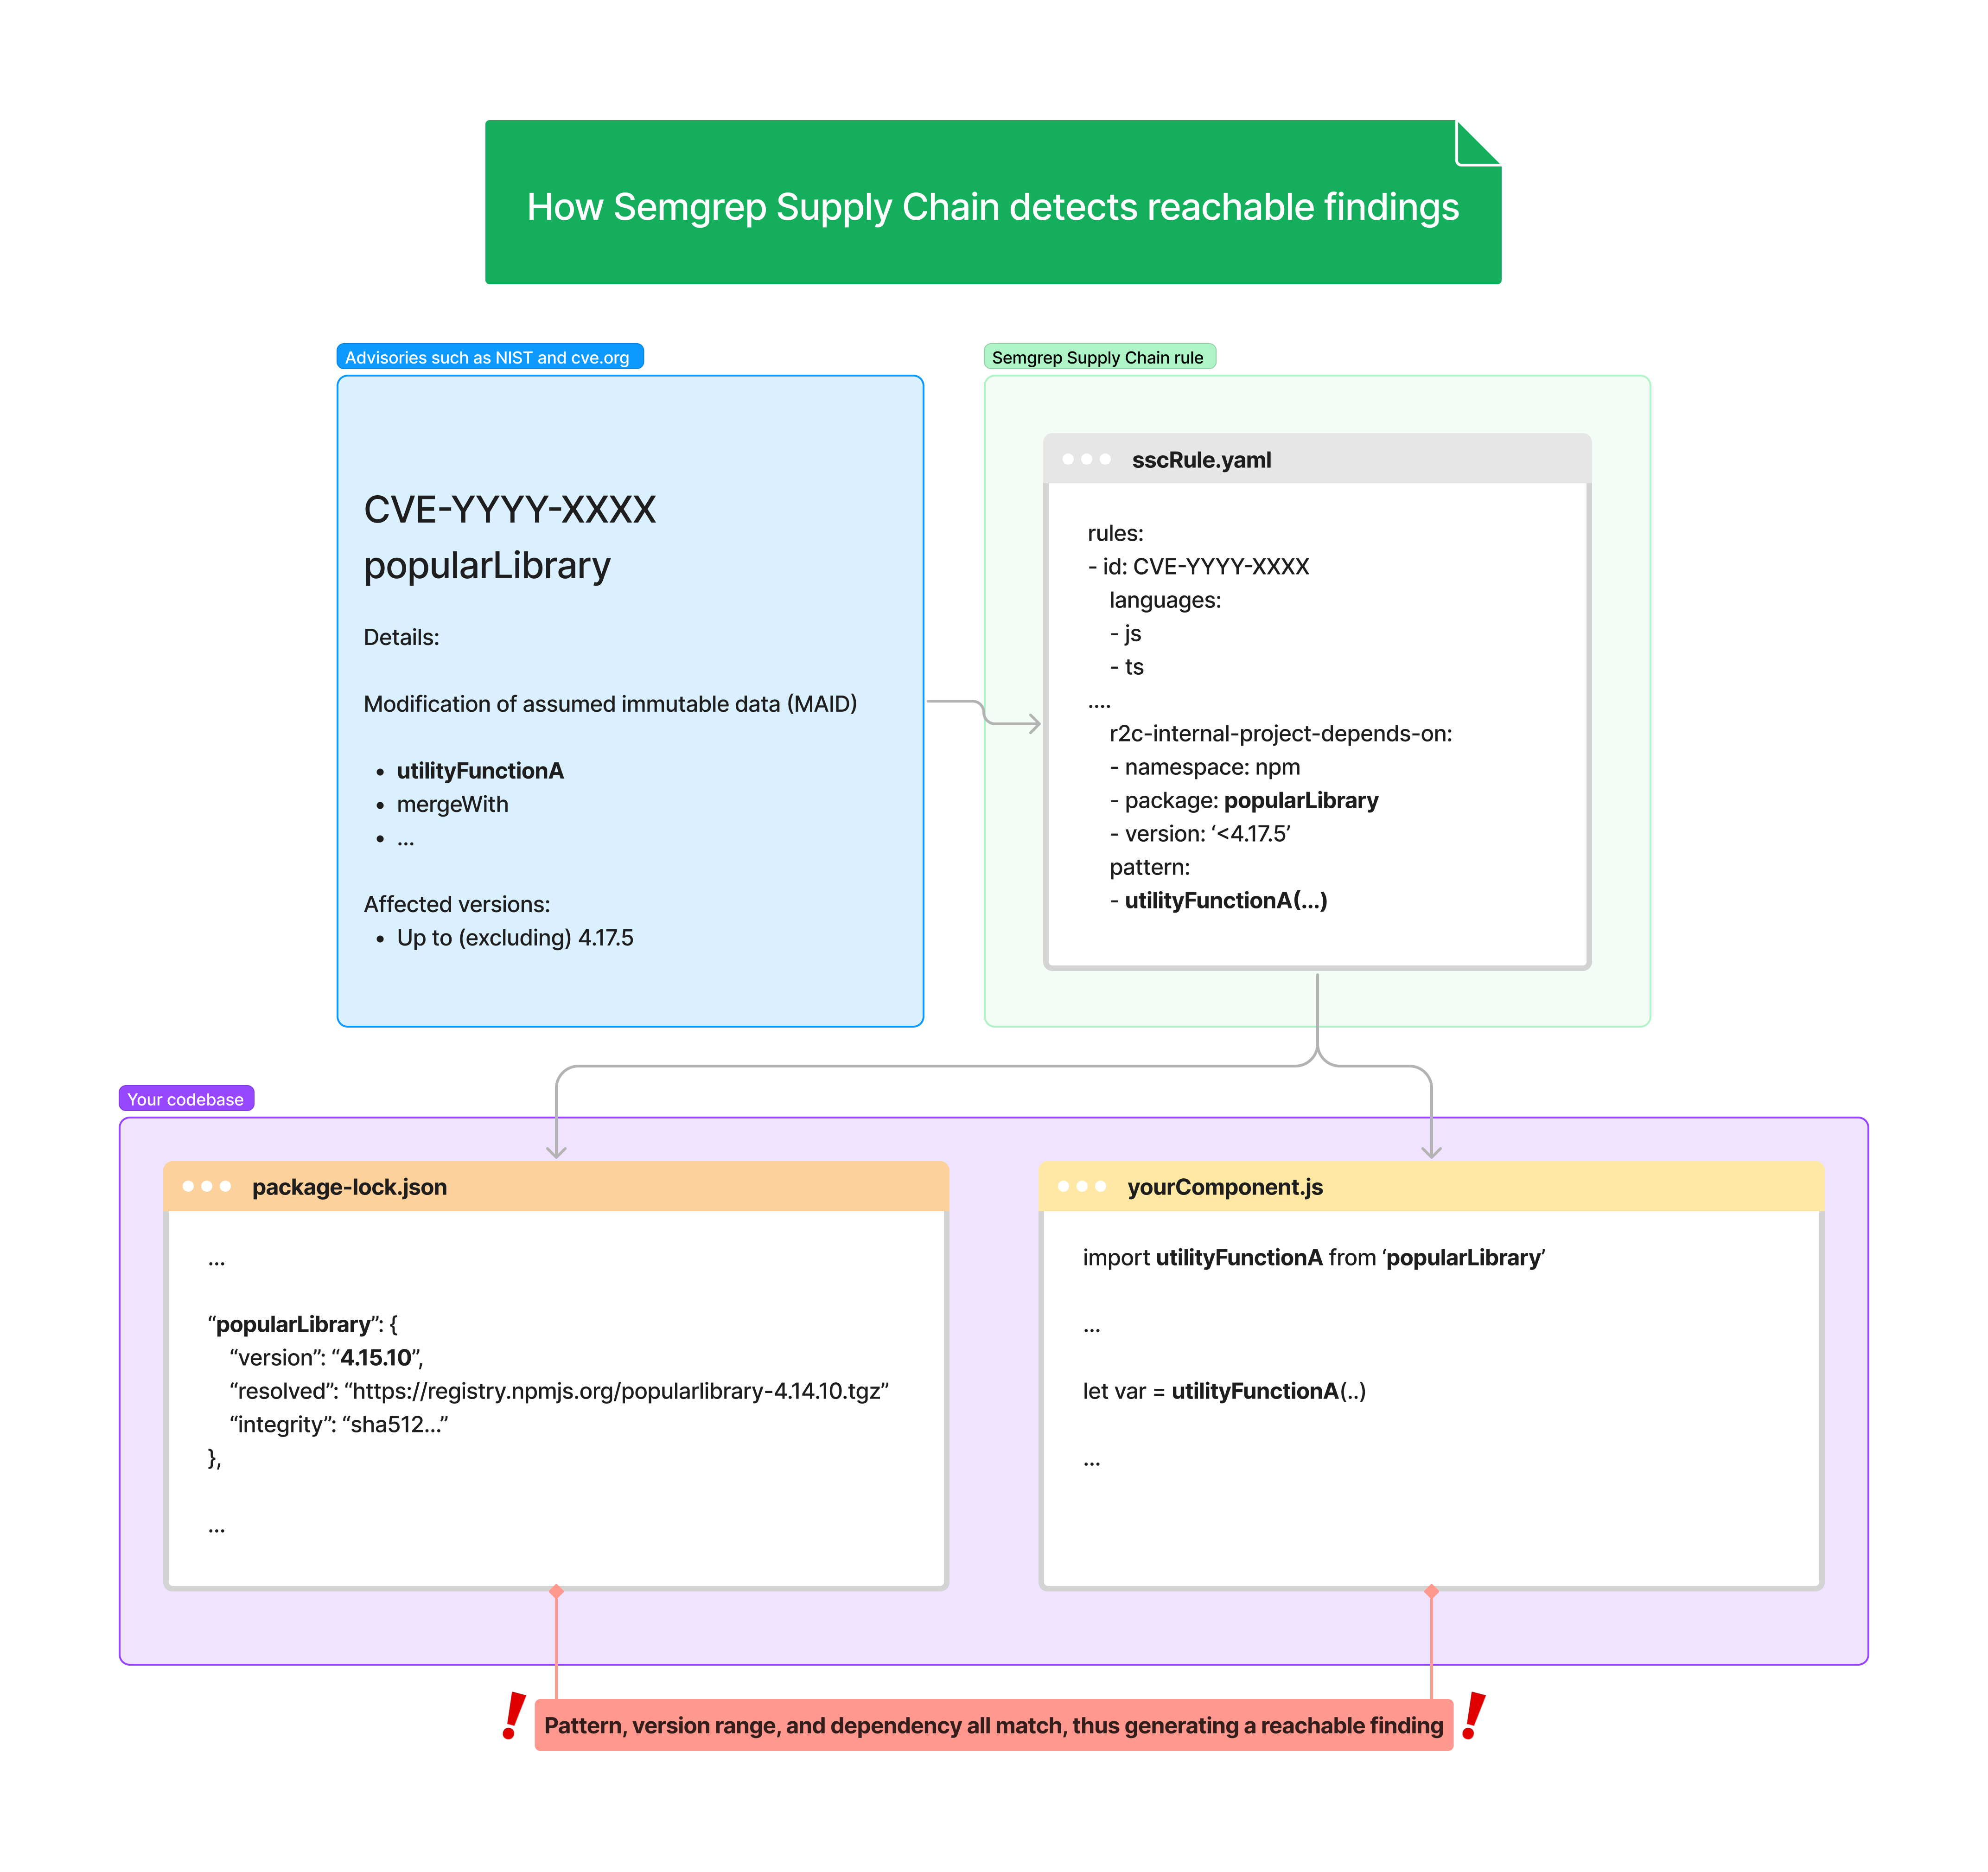 How Semgrep Supply Chain detects reachable findings
Advisories such as NIST and cve.org
CVE-YYYY-XXXX
popularLibrary
Details:
Modification of assumed immutable data (MAID)
• utilityFunctionA
• mergeWith
• ...
Affected versions:
• Up to (excluding) 4.17.5
Semgrep Supply Chain rule
sscRule.yaml
rules:
- id: CVE-YYYY-XXXX
languages:
- js
- ts
....
r2c-internal-project-depends-on:
- namespace: npm
- package: popularLibrary
- version: ‘<4.17.5’
pattern:
- utilityFunctionA(...)
Your codebase
package-lock.json
...
“popularLibrary”: {
“version”: “4.15.10”,
“resolved”: “https://registry.npmjs.org/popularlibrary-4.14.10.tgz”
“integrity”: “sha512...”
},
...
yourComponent.js
import utilityFunctionA from ‘popularLibrary’
...
let var = utilityFunctionA(..)
...
! Pattern, version range, and dependency all match, thus generating a reachable finding !